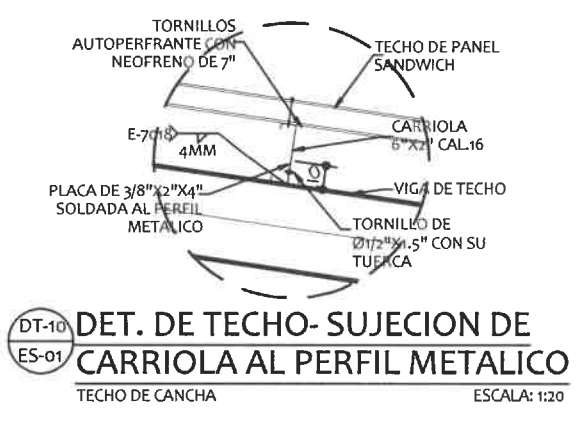 TORNILLOS
AUTOPERFRANTE CON
NEOFRENO DE 7"
TECHO DE PANEL
SANDWICH
E-7018
4MM
CARRIOLA
6"X2" CAL.16
PLACA DE 3/8"X2"X4"
SOLDADA AL PERFIL
METALICO
VIGA DE TECHO
TORNILLO DE
Ø1/2"X1.5" CON SU
TUERCA
DT-10
ES-01
DET. DE TECHO- SUJECION DE
CARRIOLA AL PERFIL METALICO
TECHO DE CANCHA
ESCALA: 1:20